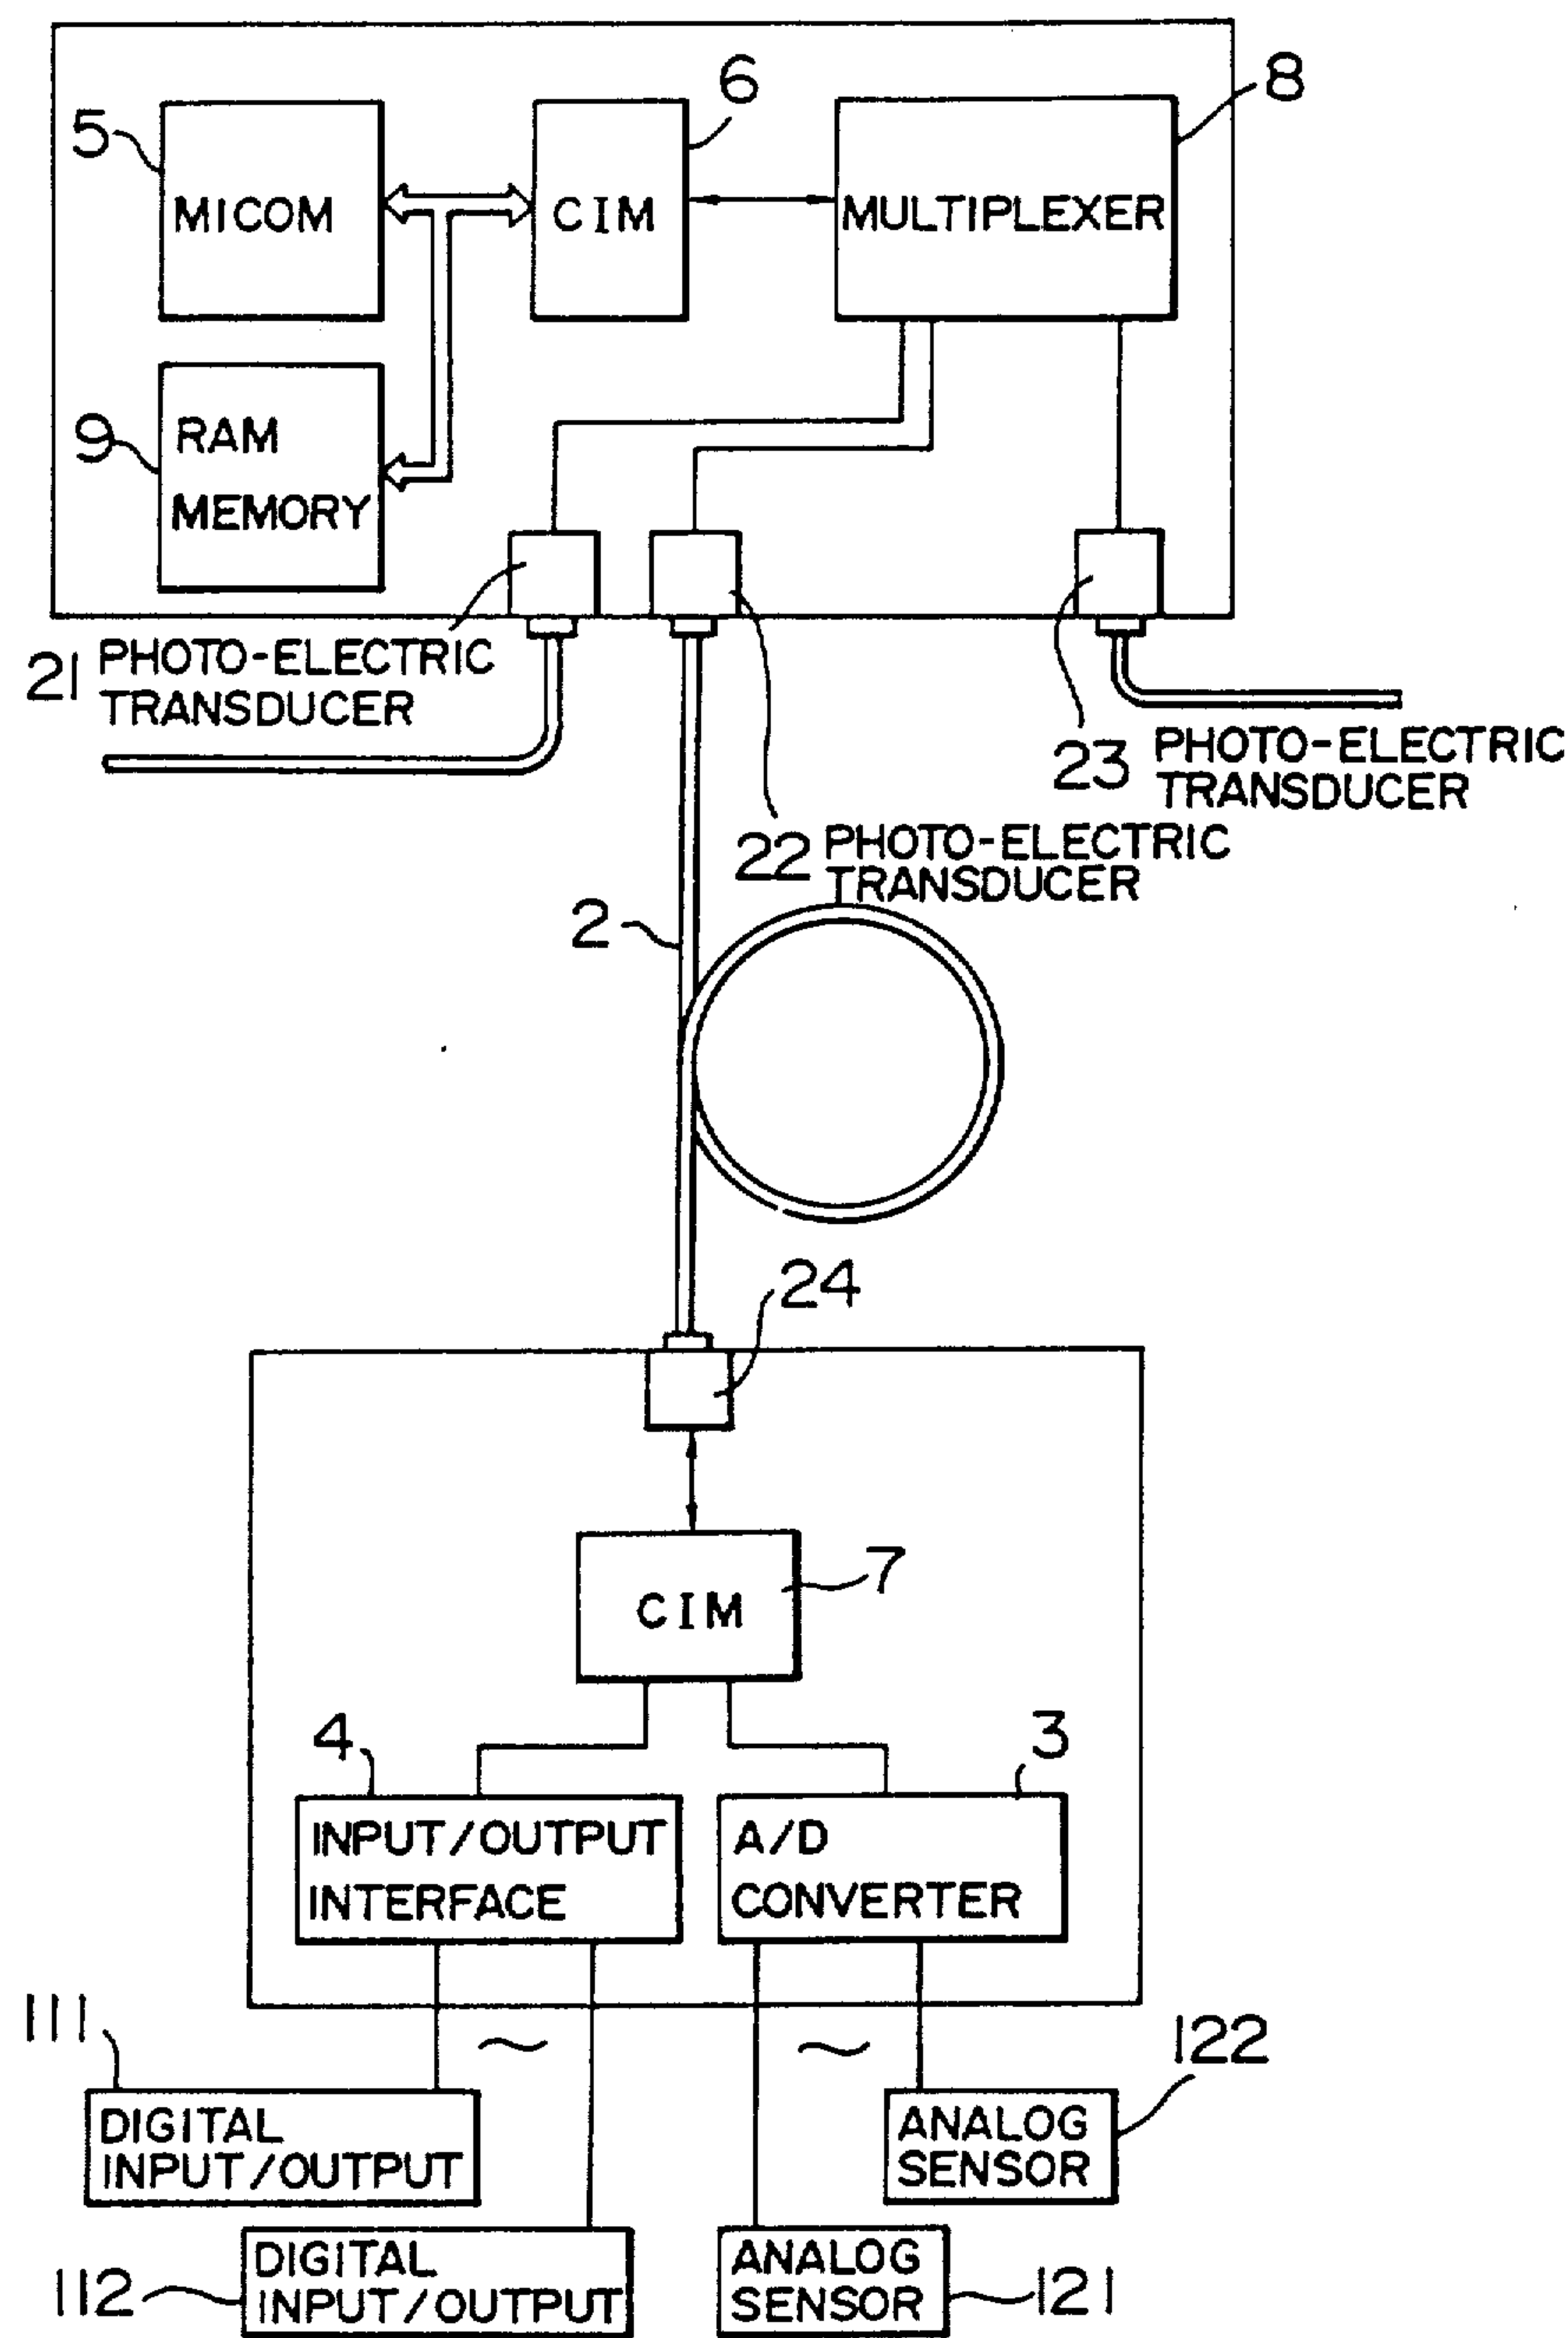 6
8
5
MICOM
CIM
MULTIPLEXER
9
RAM
MEMORY
21 PHOTO-ELECTRIC
TRANSDUCER
23 PHOTO-ELECTRIC
TRANSDUCER
22 PHOTO-ELECTRIC
TRANSDUCER
2
24
7
CIM
4
3
INPUT/OUTPUT
INTERFACE
A/D
CONVERTER
111
122
DIGITAL
INPUT/OUTPUT
ANALOG
SENSOR
112
DIGITAL
INPUT/OUTPUT
ANALOG
SENSOR
121